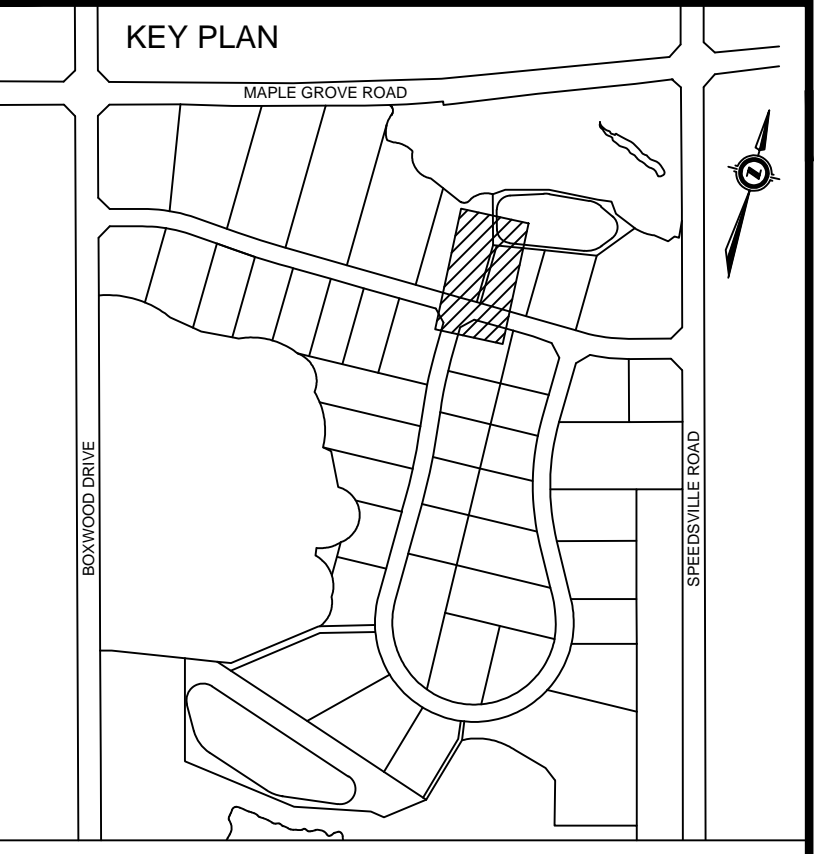 KEY PLAN
MAPLE GROVE ROAD
N
BOXWOOD DRIVE
SPEEDSVILLE ROAD